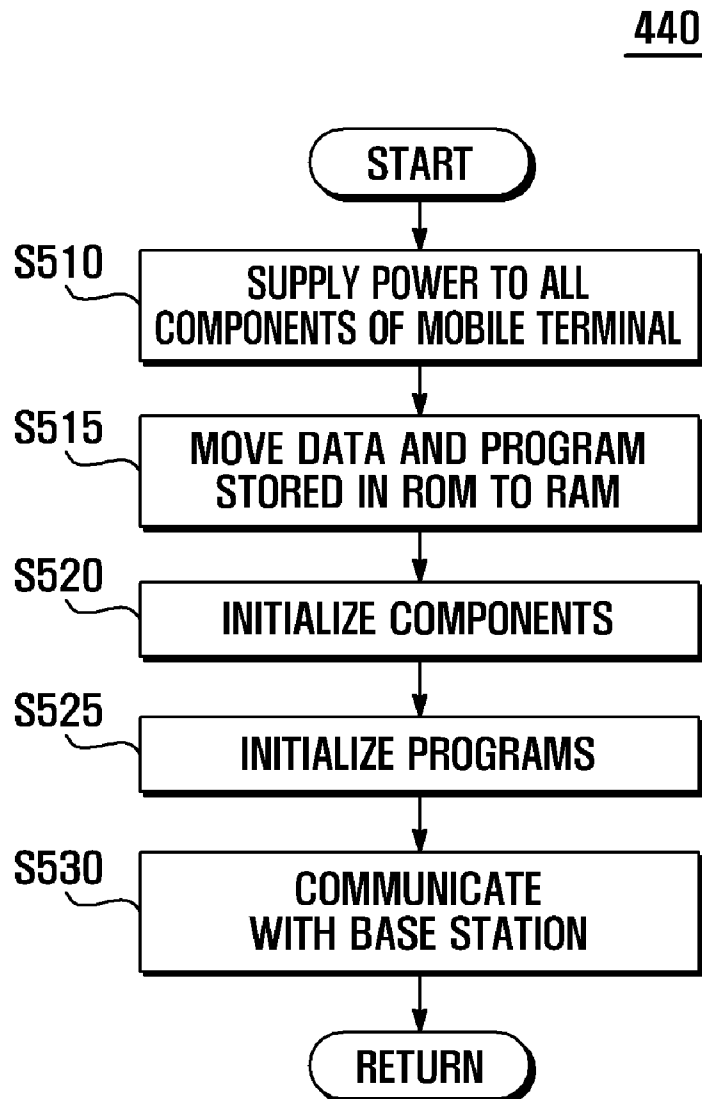 440
START
S510
SUPPLY POWER TO ALL
COMPONENTS OF MOBILE TERMINAL
S515
MOVE DATA AND PROGRAM
STORED IN ROM TO RAM
S520
INITIALIZE COMPONENTS
S525
INITIALIZE PROGRAMS
S530
COMMUNICATE
WITH BASE STATION
RETURN